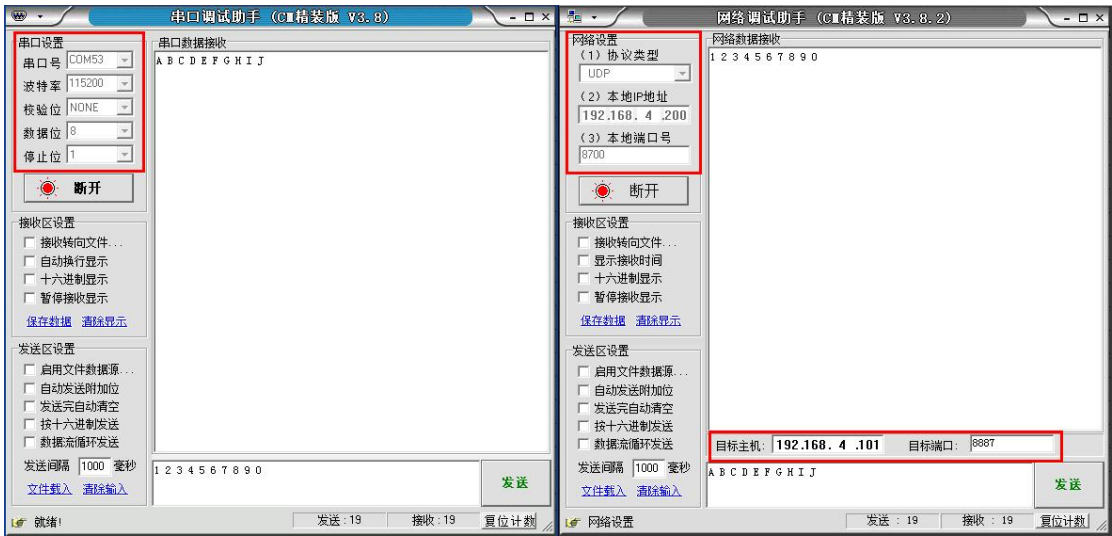 串口调试助手 (CⅢ精装版 V3.8)
串口设置
串口号 COM53
波特率 115200
校验位 NONE
数据位 8
停止位 1
断开
接收区设置
接收转向文件...
自动换行显示
十六进制显示
暂停接收显示
保存数据 清除显示
发送区设置
启用文件数据源...
自动发送附加位
发送完自动清空
按十六进制发送
数据流循环发送
发送间隔 1000 毫秒
文件载入 清除输入
串口数据接收
A B C D E F G H I J
1 2 3 4 5 6 7 8 9 0
发送
就绪! 发送:19 接收:19 复位计数
网络调试助手 (CⅢ精装版 V3.8.2)
网络设置
(1) 协议类型
UDP
(2) 本地IP地址
192.168. 4 .200
(3) 本地端口号
8700
断开
接收区设置
接收转向文件...
显示接收时间
十六进制显示
暂停接收显示
保存数据 清除显示
发送区设置
启用文件数据源...
自动发送附加位
发送完自动清空
按十六进制发送
数据流循环发送
发送间隔 1000 毫秒
文件载入 清除输入
网络数据接收
1 2 3 4 5 6 7 8 9 0
目标主机: 192.168. 4 .101 目标端口: 8887
A B C D E F G H I J
发送
网络设置 发送 : 19 接收 : 19 复位计数